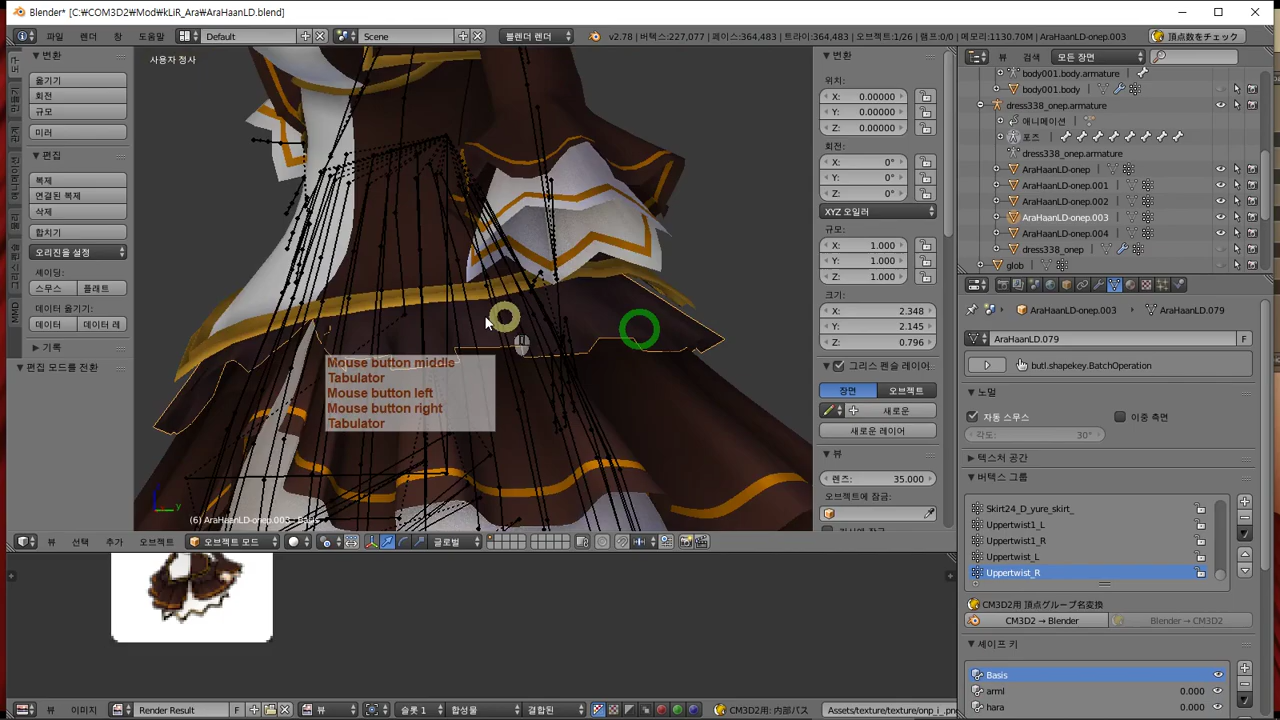 Blender* [C:₩COM3D2₩Mod₩kLiR_Ara₩AraHaanLD.blend]
파일 렌더 창 도움말 Default Scene 블렌더 렌더 v2.78 | 버텍스:227,077 | 페이스:364,483 | 트라이:364,483 | 오브젝트:1/26 | 램프:0/0 | 메모리:1130.70M | AraHaanLD-onep.003 頂点数をチェック
변환
옮기기
회전
규모
미러
편집
복제
연결된 복제
삭제
합치기
오리진을 설정
셰이딩:
스무스 플래트
데이터 옮기기:
데이터 데이터 레
기록
편집 모드를 전환
MMD
사용자 정사
Mouse button middle
Tabulator
Mouse button left
Mouse button right
Tabulator
(6) AraHaanLD-onep.003 : Basis
뷰 선택 추가 오브젝트 오브젝트 모드 글로벌
변환
위치:
X: 0.00000
Y: 0.00000
Z: 0.00000
회전:
X: 0°
Y: 0°
Z: 0°
XYZ 오일러
규모:
X: 1.000
Y: 1.000
Z: 1.000
크기:
X: 2.348
Y: 2.145
Z: 0.796
그리스 펜슬 레이어
장면 오브젝트
새로운
새로운 레이어
뷰
렌즈: 35.000
오브젝트에 잠금:
뷰 검색 모든 장면
body001.body.armature
body001.body
dress338_onep.armature
애니메이션
포즈
dress338_onep.armature
AraHaanLD-onep
AraHaanLD-onep.001
AraHaanLD-onep.002
AraHaanLD-onep.003
AraHaanLD-onep.004
dress338_onep
glob
AraHaanLD-onep.003 AraHaanLD.079
AraHaanLD.079 F
butl.shapekey.BatchOperation
노멀
자동 스무스 이중 측면
각도: 30°
텍스처 공간
버텍스 그룹
Skirt24_D_yure_skirt_
Uppertwist1_L
Uppertwist1_R
Uppertwist_L
Uppertwist_R
CM3D2用 頂点グループ名変換
CM3D2 → Blender Blender → CM3D2
셰이프 키
Basis
arml 0.000
hara 0.000
뷰 이미지 Render Result F 뷰 슬롯 1 합성물 결합된 CM3D2用: 内部パス Assets/texture/texture/onp_i_.png